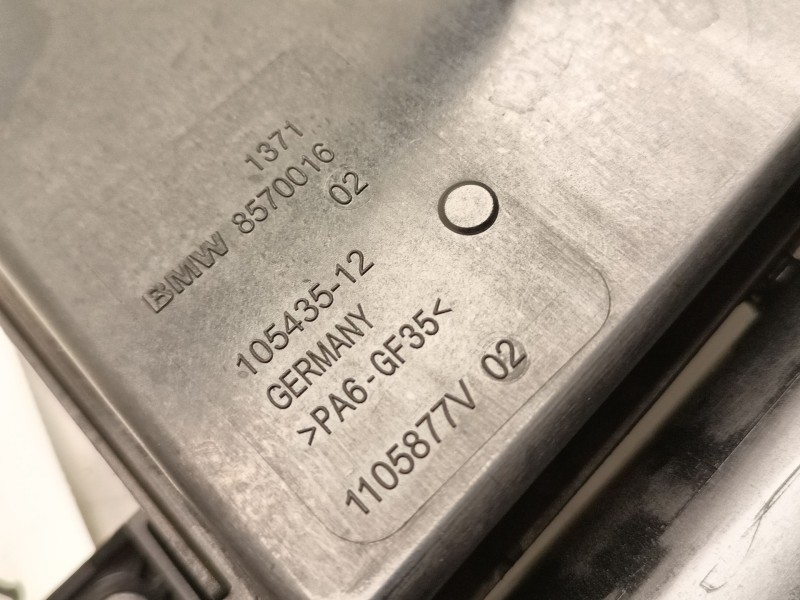 1371
BMW 8570016
02
105435-12
GERMANY
>PA6-GF35<
1105877V 02